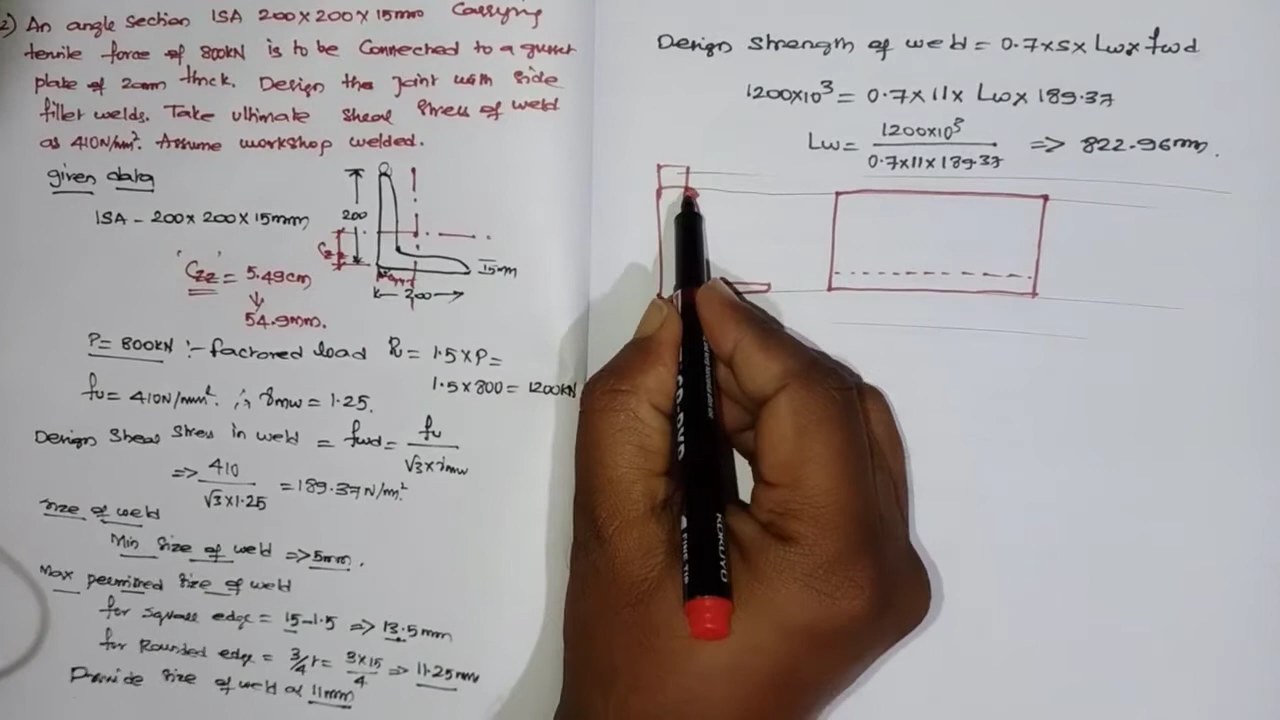 2) An angle section ISA 200×200×15mm Carrying
tensile force of 800kN is to be Connected to a gusset
plate of 20mm thick. Design the joint with side
fillet welds. Take ultimate shear stress of weld
as 410N/mm². Assume workshop welded.
given data
ISA - 200×200×15mm
200
Czz
15mm
200
'Czz' = 5.49cm
54.9mm.
P = 800KN :- factored load = 1.5×P =
1.5×800 = 1200KN
fu = 410N/mm². ∴ γmw = 1.25.
Design Shear Stress in weld = fwd = fu/√3×γmw
=> 410/√3×1.25 = 189.37N/mm²
Size of weld
Min size of weld => 5mm.
Max permitted size of weld
for square edge = 15-1.5 => 13.5mm
for Rounded edge = 3/4 t = 3×15/4 => 11.25mm
Provide size of weld as 11mm
Design strength of weld = 0.7×S×Lw×fwd
1200×10³ = 0.7×11×Lw×189.37
Lw = 1200×10³/0.7×11×189.37 => 822.96mm.
KOKUYO
FINE TIP